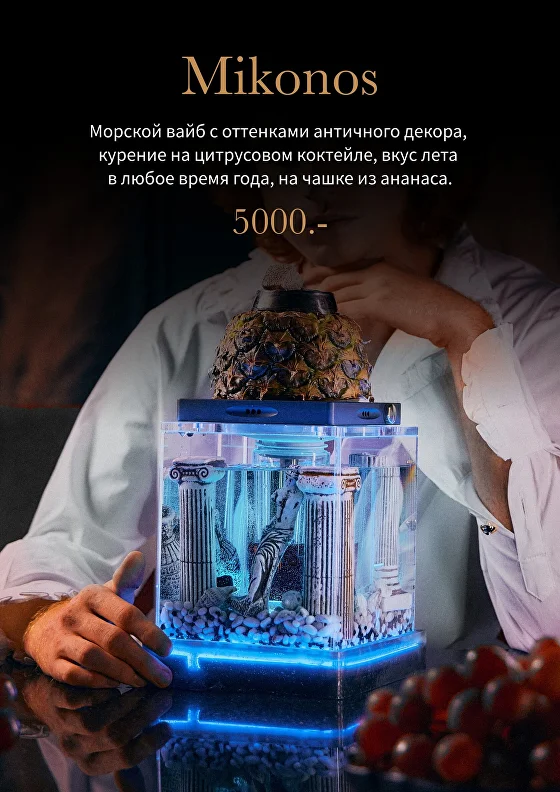 Mikonos
Морской вайб с оттенками античного декора,
курение на цитрусовом коктейле, вкус лета
в любое время года, на чашке из ананаса.
5000.-